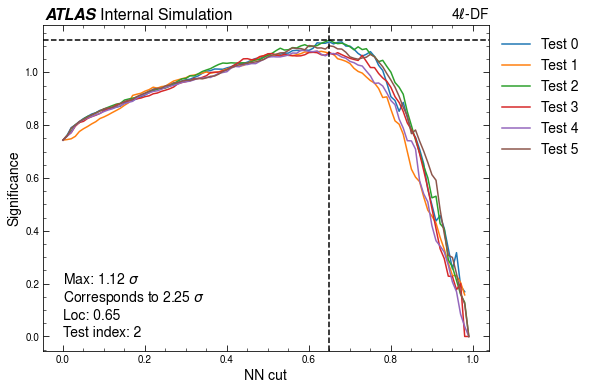 ATLAS Internal Simulation
4ℓ-DF
Test 0
Test 1
Test 2
Test 3
Test 4
Test 5
Significance
1.0
0.8
0.6
0.4
0.2
0.0
Max: 1.12 σ
Corresponds to 2.25 σ
Loc: 0.65
Test index: 2
0.0 0.2 0.4 0.6 0.8 1.0
NN cut